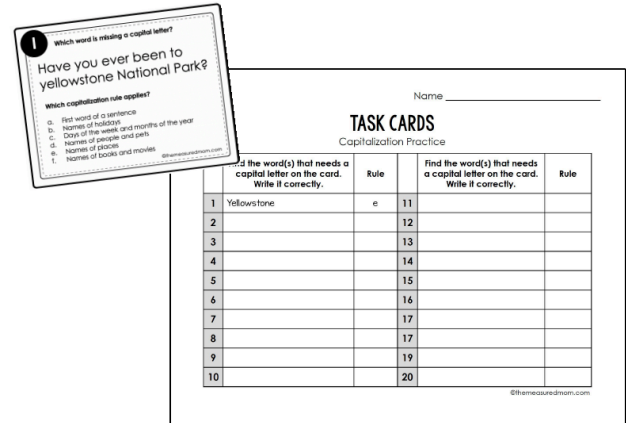 1
Which word is missing a capital letter?
Have you ever been to
yellowstone National Park?
Which capitalization rule applies?
a. First word of a sentence
b. Names of holidays
c. Days of the week and months of the year
d. Names of people and pets
e. Names of places
f. Names of books and movies
©themeasuredmom.com
Name
TASK CARDS
Capitalization Practice
the word(s) that needs a
capital letter on the card.
Write it correctly.
Rule
Find the word(s) that needs
a capital letter on the card.
Write it correctly.
Rule
1 Yellowstone e 11
2 12
3 13
4 14
5 15
6 16
7 17
8 17
9 19
10 20
©themeasuredmom.com